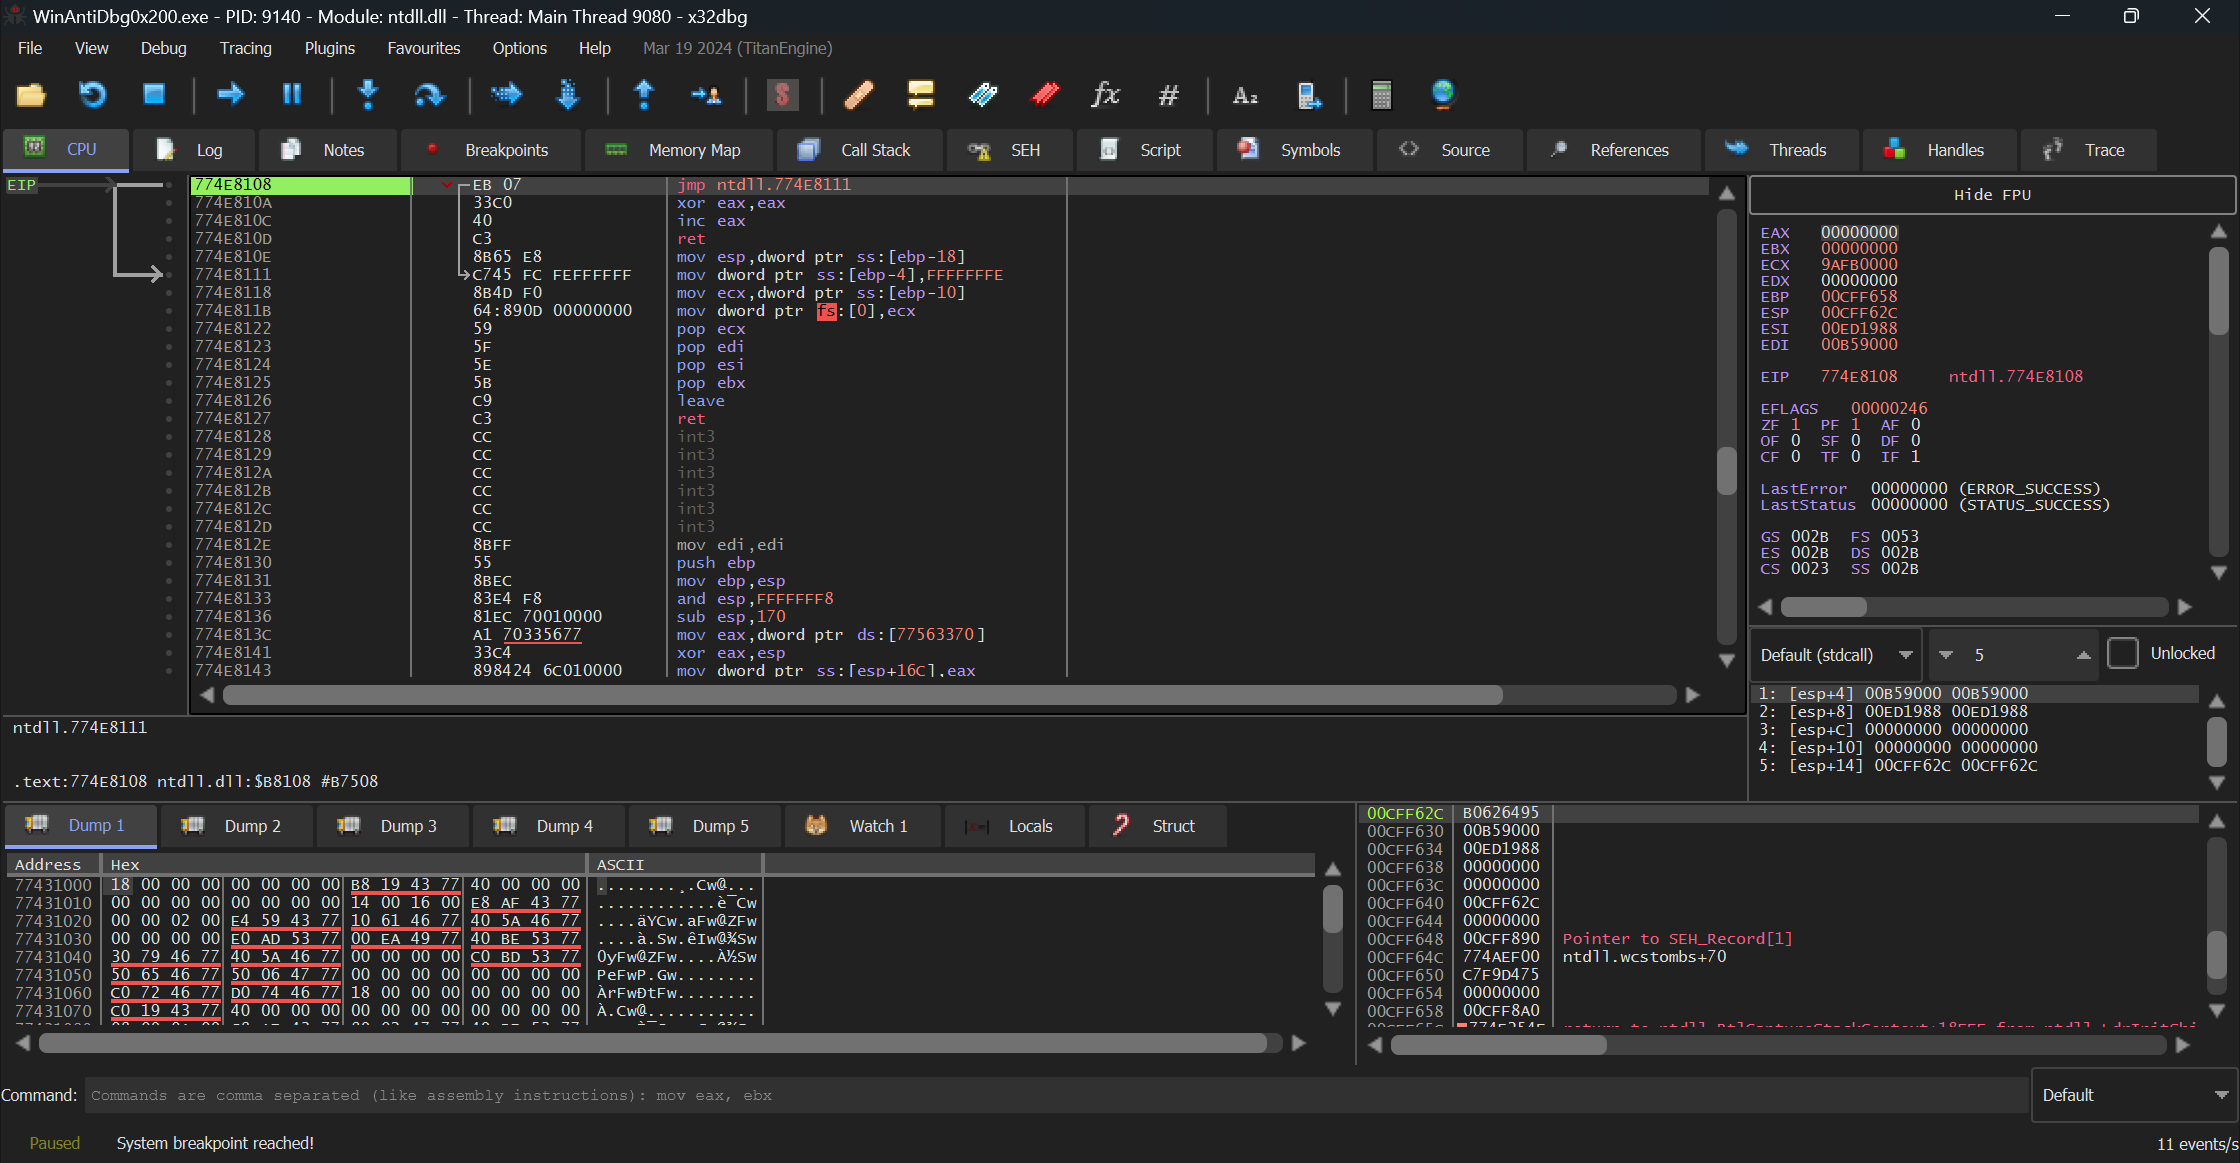 WinAntiDbg0x200.exe - PID: 9140 - Module: ntdll.dll - Thread: Main Thread 9080 - x32dbg
File View Debug Tracing Plugins Favourites Options Help Mar 19 2024 (TitanEngine)
CPU Log Notes Breakpoints Memory Map Call Stack SEH Script Symbols Source References Threads Handles Trace
EIP
774E8108 EB 07 jmp ntdll.774E8111
774E810A 33C0 xor eax,eax
774E810C 40 inc eax
774E810D C3 ret
774E810E 8B65 E8 mov esp,dword ptr ss:[ebp-18]
774E8111 C745 FC FEFFFFFF mov dword ptr ss:[ebp-4],FFFFFFFE
774E8118 8B4D F0 mov ecx,dword ptr ss:[ebp-10]
774E811B 64:890D 00000000 mov dword ptr fs:[0],ecx
774E8122 59 pop ecx
774E8123 5F pop edi
774E8124 5E pop esi
774E8125 5B pop ebx
774E8126 C9 leave
774E8127 C3 ret
774E8128 CC int3
774E8129 CC int3
774E812A CC int3
774E812B CC int3
774E812C CC int3
774E812D CC int3
774E812E 8BFF mov edi,edi
774E8130 55 push ebp
774E8131 8BEC mov ebp,esp
774E8133 83E4 F8 and esp,FFFFFFF8
774E8136 81EC 70010000 sub esp,170
774E813C A1 70335677 mov eax,dword ptr ds:[77563370]
774E8141 33C4 xor eax,esp
774E8143 898424 6C010000 mov dword ptr ss:[esp+16C],eax
Hide FPU
EAX 00000000
EBX 00000000
ECX 9AFB0000
EDX 00000000
EBP 00CFF658
ESP 00CFF62C
ESI 00ED1988
EDI 00B59000
EIP 774E8108 ntdll.774E8108
EFLAGS 00000246
ZF 1 PF 1 AF 0
OF 0 SF 0 DF 0
CF 0 TF 0 IF 1
LastError 00000000 (ERROR_SUCCESS)
LastStatus 00000000 (STATUS_SUCCESS)
GS 002B FS 0053
ES 002B DS 002B
CS 0023 SS 002B
Default (stdcall) 5 Unlocked
1: [esp+4] 00B59000 00B59000
2: [esp+8] 00ED1988 00ED1988
3: [esp+C] 00000000 00000000
4: [esp+10] 00000000 00000000
5: [esp+14] 00CFF62C 00CFF62C
ntdll.774E8111
.text:774E8108 ntdll.dll:$B8108 #B7508
Dump 1 Dump 2 Dump 3 Dump 4 Dump 5 Watch 1 Locals Struct
Address Hex ASCII
77431000 18 00 00 00 00 00 00 00 B8 19 43 77 40 00 00 00 ........¸.Cw@...
77431010 00 00 00 00 00 00 00 00 14 00 16 00 E8 AF 43 77 ............è¯Cw
77431020 00 00 02 00 E4 59 43 77 10 61 46 77 40 5A 46 77 ....äYCw.aFw@ZFw
77431030 00 00 00 00 E0 AD 53 77 00 EA 49 77 40 BE 53 77 ....à.Sw.êIw@¾Sw
77431040 30 79 46 77 40 5A 46 77 00 00 00 00 C0 BD 53 77 0yFw@ZFw....À½Sw
77431050 50 65 46 77 50 06 47 77 00 00 00 00 00 00 00 00 PeFwP.Gw........
77431060 C0 72 46 77 D0 74 46 77 18 00 00 00 00 00 00 00 ÀrFwÐtFw........
77431070 C0 19 43 77 40 00 00 00 00 00 00 00 00 00 00 00 À.Cw@...........
00CFF62C B0626495
00CFF630 00B59000
00CFF634 00ED1988
00CFF638 00000000
00CFF63C 00000000
00CFF640 00CFF62C
00CFF644 00000000
00CFF648 00CFF890 Pointer to SEH_Record[1]
00CFF64C 774AEF00 ntdll.wcstombs+70
00CFF650 C7F9D475
00CFF654 00000000
00CFF658 00CFF8A0
Command: Commands are comma separated (like assembly instructions): mov eax, ebx Default
Paused System breakpoint reached! 11 events/s